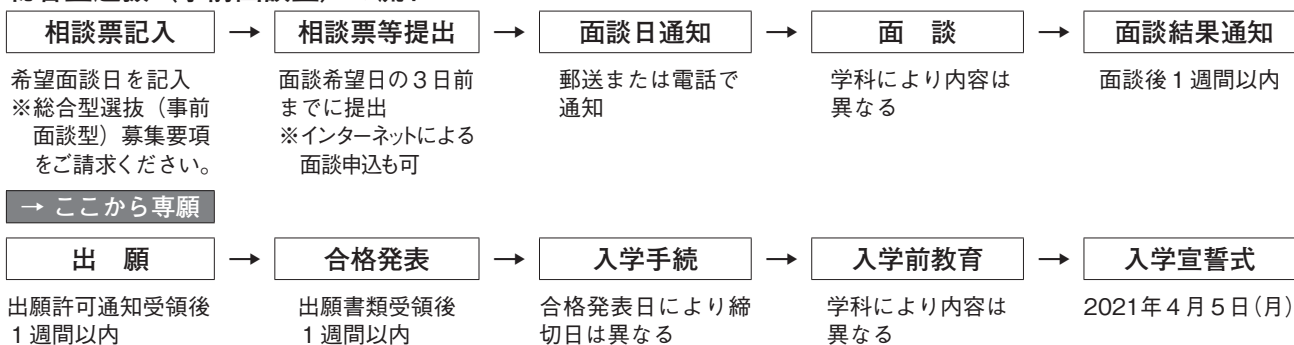 相談票記入 → 相談票等提出 → 面談日通知 → 面 談 → 面談結果通知
希望面談日を記入
※総合型選抜（事前
面談型）募集要項
をご請求ください。
面談希望日の３日前
までに提出
※インターネットによる
面談申込も可
郵送または電話で
通知
学科により内容は
異なる
面談後１週間以内
→ ここから専願
出 願 → 合格発表 → 入学手続 → 入学前教育 → 入学宣誓式
出願許可通知受領後
１週間以内
出願書類受領後
１週間以内
合格発表日により締
切日は異なる
学科により内容は
異なる
2021年４月５日(月)